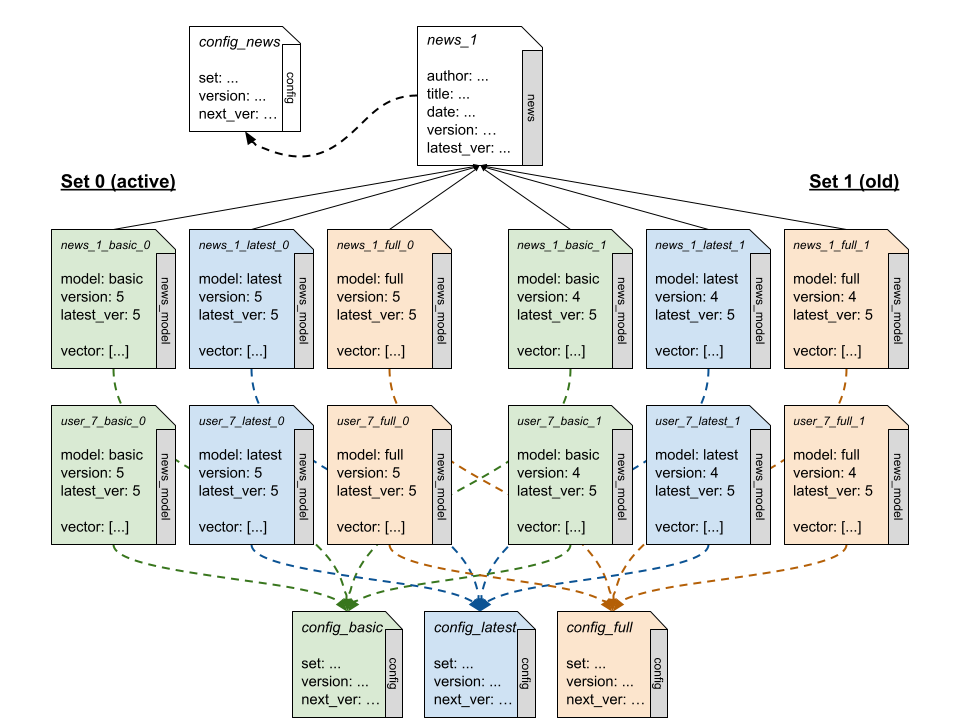 config_news
set: ...
version: ...
next_ver: …
config
news_1
author: ...
title: ...
date: ...
version: …
latest_ver: ...
news
Set 0 (active)
Set 1 (old)
news_1_basic_0
model: basic
version: 5
latest_ver: 5
vector: [...]
news_model
news_1_latest_0
model: latest
version: 5
latest_ver: 5
vector: [...]
news_model
news_1_full_0
model: full
version: 5
latest_ver: 5
vector: [...]
news_model
news_1_basic_1
model: basic
version: 4
latest_ver: 5
vector: [...]
news_model
news_1_latest_1
model: latest
version: 4
latest_ver: 5
vector: [...]
news_model
news_1_full_1
model: full
version: 4
latest_ver: 5
vector: [...]
news_model
user_7_basic_0
model: basic
version: 5
latest_ver: 5
vector: [...]
news_model
user_7_latest_0
model: latest
version: 5
latest_ver: 5
vector: [...]
news_model
user_7_full_0
model: full
version: 5
latest_ver: 5
vector: [...]
news_model
user_7_basic_1
model: basic
version: 4
latest_ver: 5
vector: [...]
news_model
user_7_latest_1
model: latest
version: 4
latest_ver: 5
vector: [...]
news_model
user_7_full_1
model: full
version: 4
latest_ver: 5
vector: [...]
news_model
config_basic
set: ...
version: ...
next_ver: …
config
config_latest
set: ...
version: ...
next_ver: …
config
config_full
set: ...
version: ...
next_ver: …
config